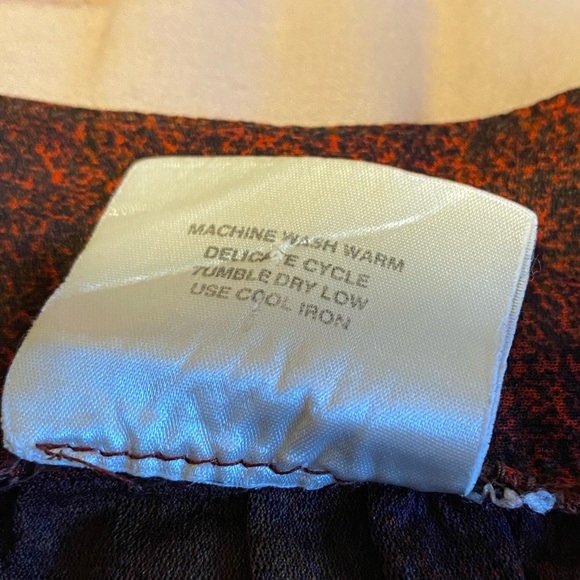 MACHINE WASH WARM
DELICATE CYCLE
TUMBLE DRY LOW
USE COOL IRON